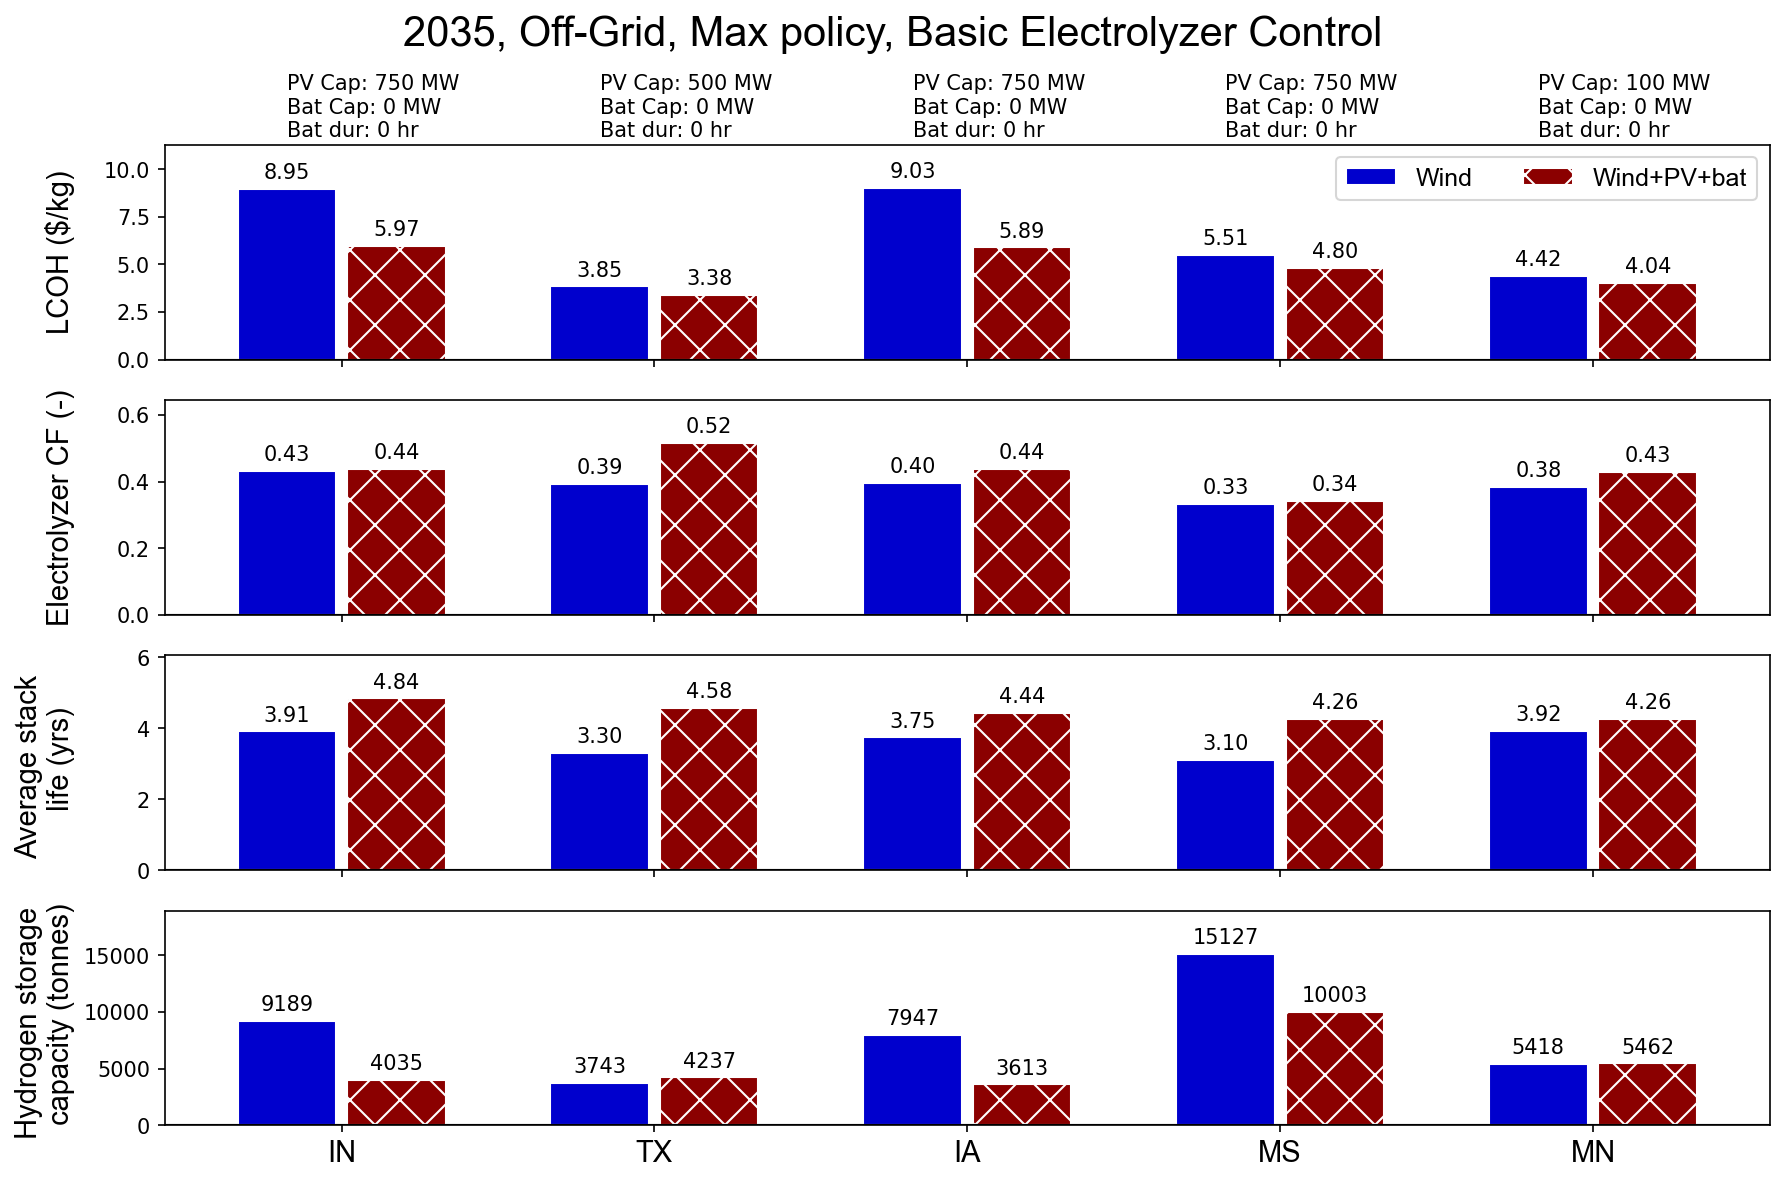 2035, Off-Grid, Max policy, Basic Electrolyzer Control
PV Cap: 750 MW
Bat Cap: 0 MW
Bat dur: 0 hr
PV Cap: 500 MW
Bat Cap: 0 MW
Bat dur: 0 hr
PV Cap: 750 MW
Bat Cap: 0 MW
Bat dur: 0 hr
PV Cap: 750 MW
Bat Cap: 0 MW
Bat dur: 0 hr
PV Cap: 100 MW
Bat Cap: 0 MW
Bat dur: 0 hr
LCOH ($/kg)
10.0
7.5
5.0
2.5
0.0
8.95
5.97
3.85
3.38
9.03
5.89
5.51
4.80
4.42
4.04
Wind
Wind+PV+bat
Electrolyzer CF (-)
0.6
0.4
0.2
0.0
0.43
0.44
0.39
0.52
0.40
0.44
0.33
0.34
0.38
0.43
Average stack
life (yrs)
6
4
2
0
3.91
4.84
3.30
4.58
3.75
4.44
3.10
4.26
3.92
4.26
Hydrogen storage
capacity (tonnes)
15000
10000
5000
0
9189
4035
3743
4237
7947
3613
15127
10003
5418
5462
IN
TX
IA
MS
MN